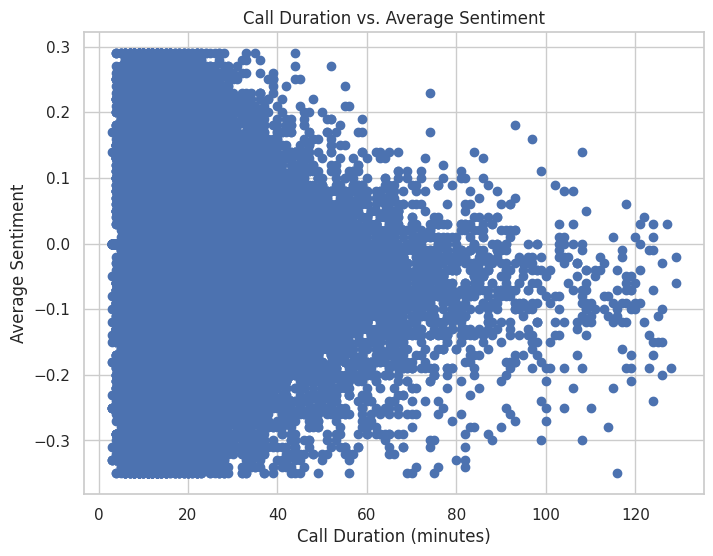 Call Duration vs. Average Sentiment
0.3
0.2
0.1
0.0
−0.1
−0.2
−0.3
Average Sentiment
0 20 40 60 80 100 120
Call Duration (minutes)